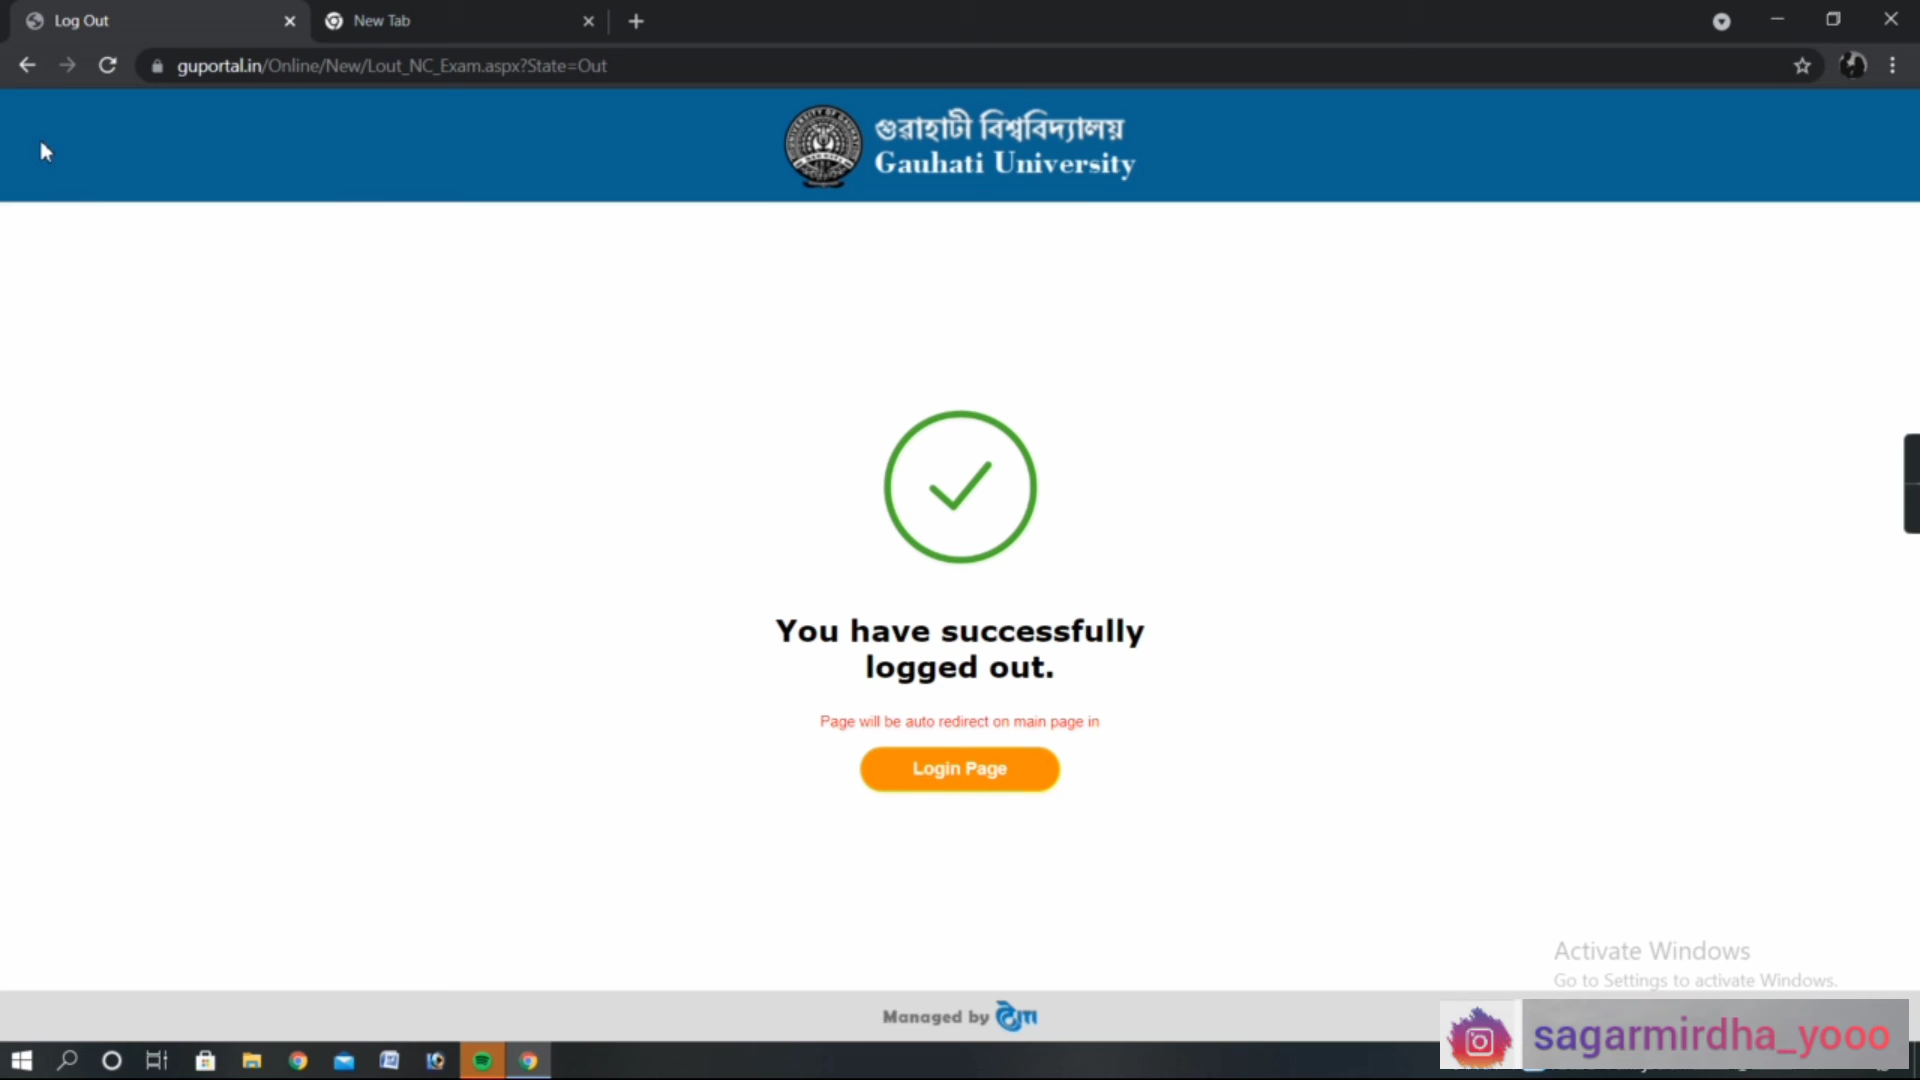 Log Out
New Tab
guportal.in/Online/New/Lout_NC_Exam.aspx?State=Out
গুৱাহাটী বিশ্ববিদ্যালয়
Gauhati University
You have successfully
logged out.
Page will be auto redirect on main page in
Login Page
Activate Windows
Go to Settings to activate Windows.
Managed by
sagarmirdha_yooo